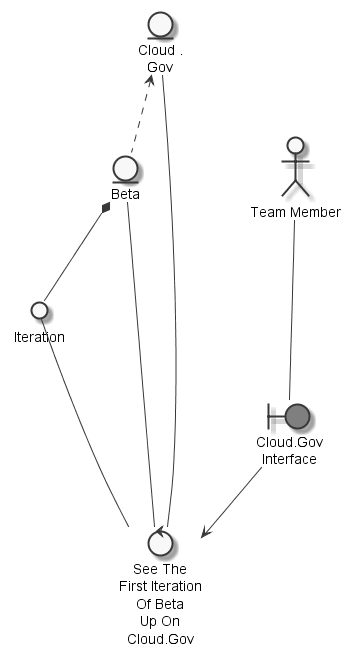 Cloud .
Gov
Beta
Team Member
Iteration
Cloud.Gov
Interface
See The
First Iteration
Of Beta
Up On
Cloud.Gov